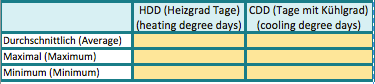 HDD (Heizgrad Tage) CDD (Tage mit Kühlgrad)
(heating degree days) (cooling degree days)
Durchschnittlich (Average)
Maximal (Maximum)
Minimum (Minimum)